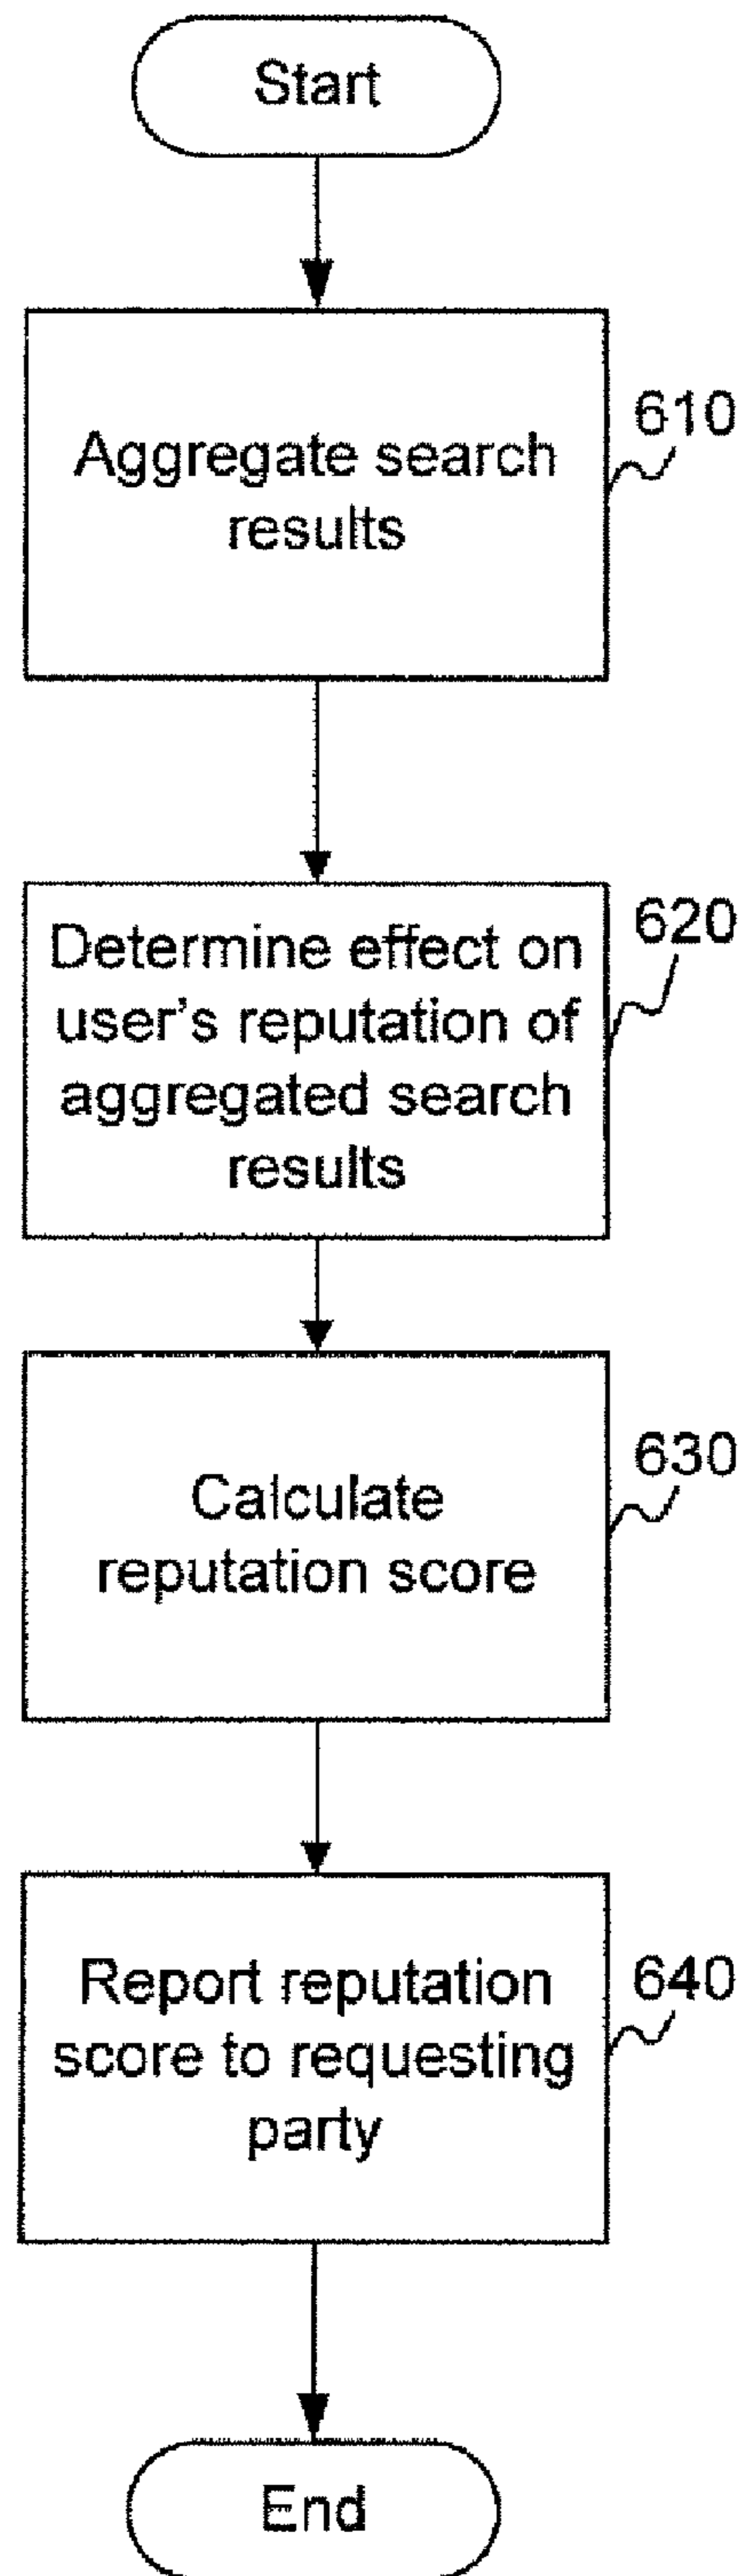 Start
610
Aggregate search
results
620
Determine effect on
user's reputation of
aggregated search
results
630
Calculate
reputation score
640
Report reputation
score to requesting
party
End